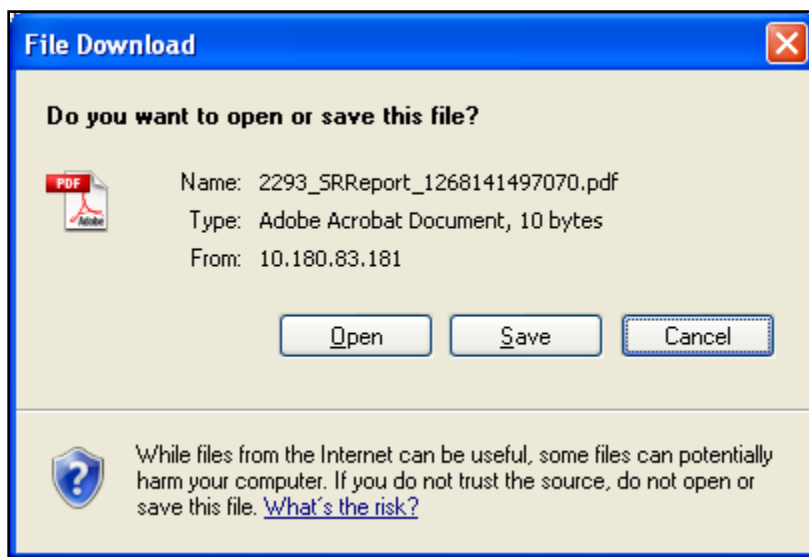 File Download
Do you want to open or save this file?
PDF
Adobe
Name: 2293_SRReport_1268141497070.pdf
Type: Adobe Acrobat Document, 10 bytes
From: 10.180.83.181
Open Save Cancel
While files from the Internet can be useful, some files can potentially
harm your computer. If you do not trust the source, do not open or
save this file. What's the risk?